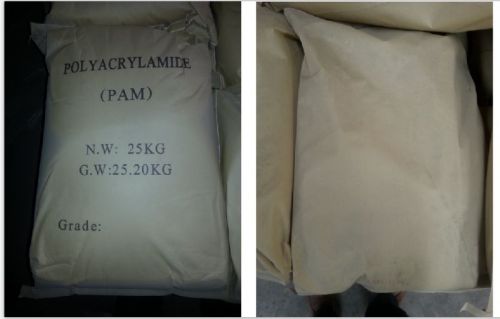 POLYACRYLAMIDE
(PAM)
N.W: 25KG
G.W:25.20KG
Grade: